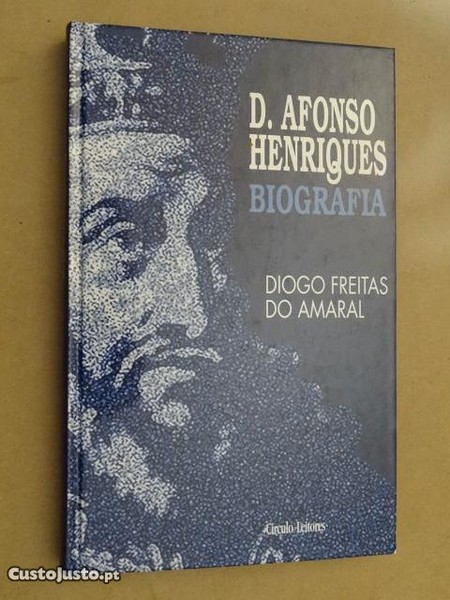 D. AFONSO
HENRIQUES
BIOGRAFIA
DIOGO FREITAS
DO AMARAL
Círculo-Leitores
CustoJusto.pt